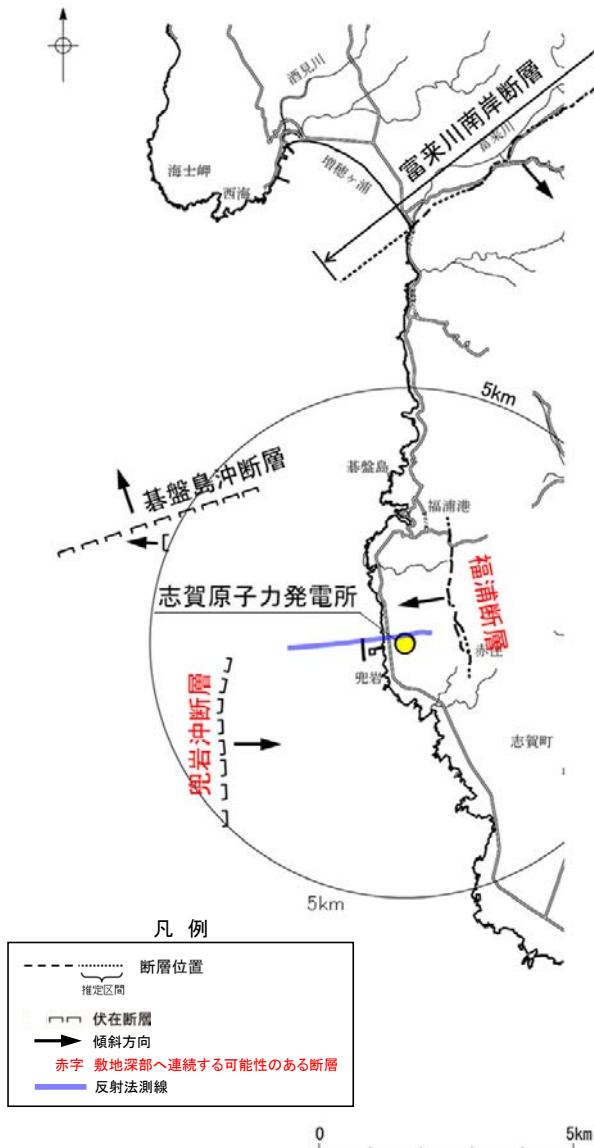 酒見川
富来川南岸断層
富来川
海士岬
西海
増穂ヶ浦
5km
碁盤島沖断層
碁盤島
福浦港
志賀原子力発電所
福浦断層
赤住
兜岩
兜岩沖断層
志賀町
5km
凡 例
断層位置
推定区間
伏在断層
傾斜方向
赤字 敷地深部へ連続する可能性のある断層
反射法測線
0 5km